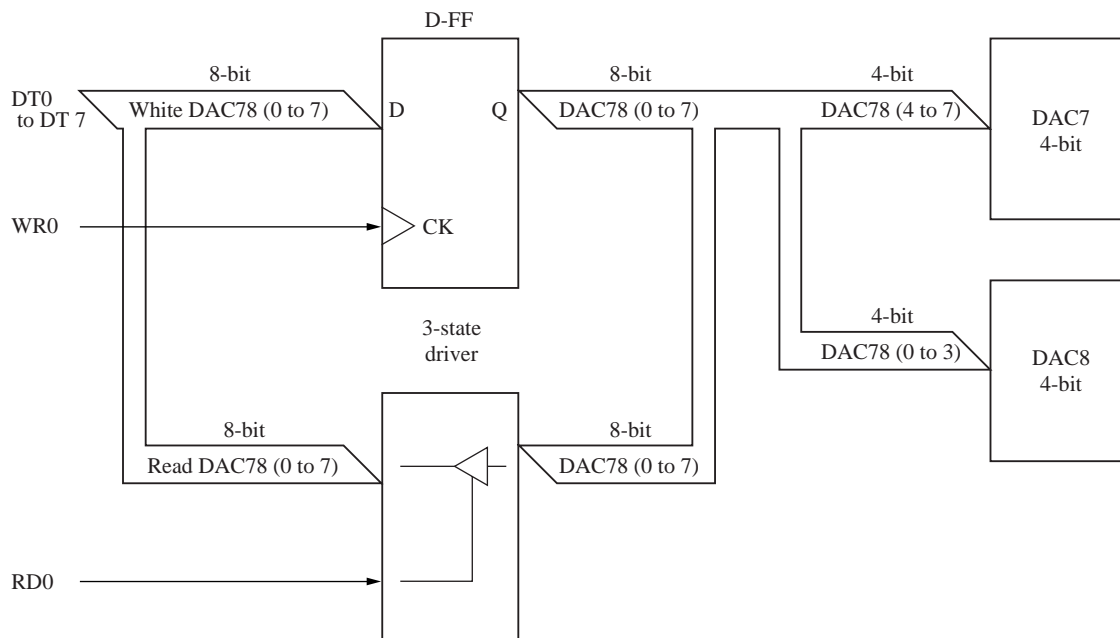 D-FF
8-bit
8-bit
4-bit
DT0
to DT 7
White DAC78 (0 to 7)
D
Q
DAC78 (0 to 7)
DAC78 (4 to 7)
DAC7
4-bit
WR0
CK
3-state
driver
4-bit
DAC78 (0 to 3)
DAC8
4-bit
8-bit
8-bit
Read DAC78 (0 to 7)
DAC78 (0 to 7)
RD0